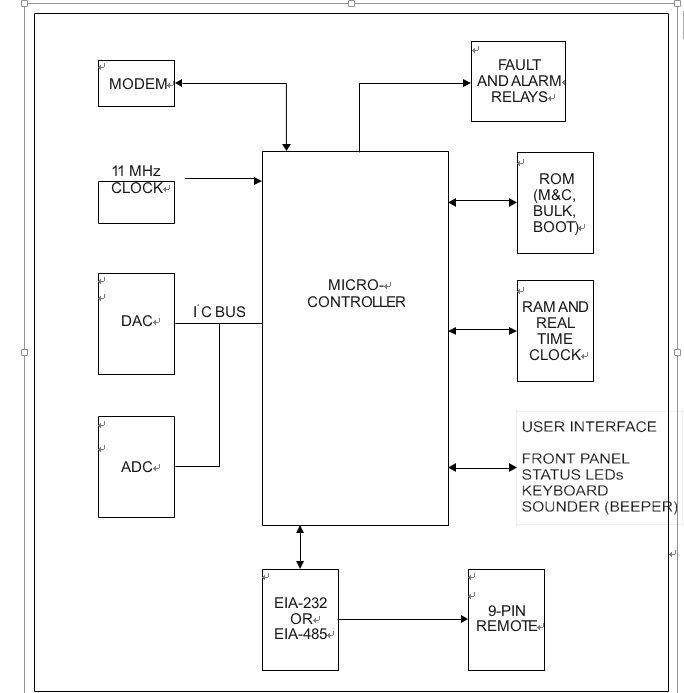 MODEM
FAULT
AND ALARM
RELAYS
11 MHz
CLOCK
ROM
(M&C,
BULK,
BOOT)
MICRO-
CONTROLLER
DAC
I²C BUS
RAM AND
REAL
TIME
CLOCK
ADC
USER INTERFACE
FRONT PANEL
STATUS LEDs
KEYBOARD
SOUNDER (BEEPER)
EIA-232
OR
EIA-485
9-PIN
REMOTE